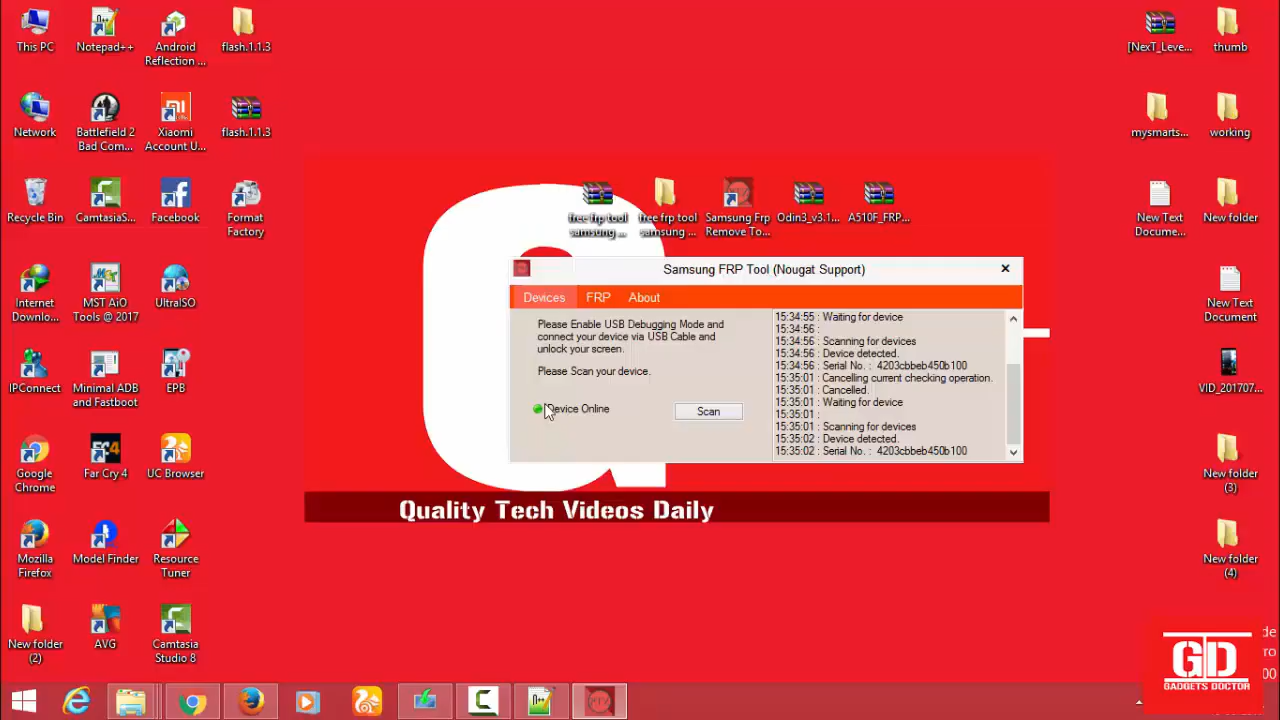 This PC
Notepad++
Android
Reflection ...
flash.1.1.3
[NexT_Leve...
thumb
Network
Battlefield 2
Bad Com...
Xiaomi
Account U...
flash.1.1.3
mysmarts...
working
Recycle Bin
CamtasiaS...
Facebook
Format
Factory
free frp tool
samsung ...
free frp tool
samsung ...
Samsung Frp
Remove To...
Odin3_v3.1...
A510F_FRP...
New Text
Docume...
New folder
Samsung FRP Tool (Nougat Support)
Devices
FRP
About
Please Enable USB Debugging Mode and
connect your device via USB Cable and
unlock your screen.
Please Scan your device.
Device Online
Scan
15:34:55 : Waiting for device
15:34:56 :
15:34:56 : Scanning for devices
15:34:56 : Device detected.
15:34:56 : Serial No. : 4203cbbeb450b100
15:35:01 : Cancelling current checking operation.
15:35:01 : Cancelled.
15:35:01 : Waiting for device
15:35:01 :
15:35:01 : Scanning for devices
15:35:02 : Device detected.
15:35:02 : Serial No. : 4203cbbeb450b100
Internet
Downlo...
MST AiO
Tools @ 2017
UltraISO
New Text
Document
IPConnect
Minimal ADB
and Fastboot
EPB
VID_201707...
Google
Chrome
FC4
Far Cry 4
UC Browser
New folder
(3)
Quality Tech Videos Daily
Mozilla
Firefox
Model Finder
Resource
Tuner
New folder
(4)
New folder
(2)
AVG
Camtasia
Studio 8
GD
GADGETS DOCTOR